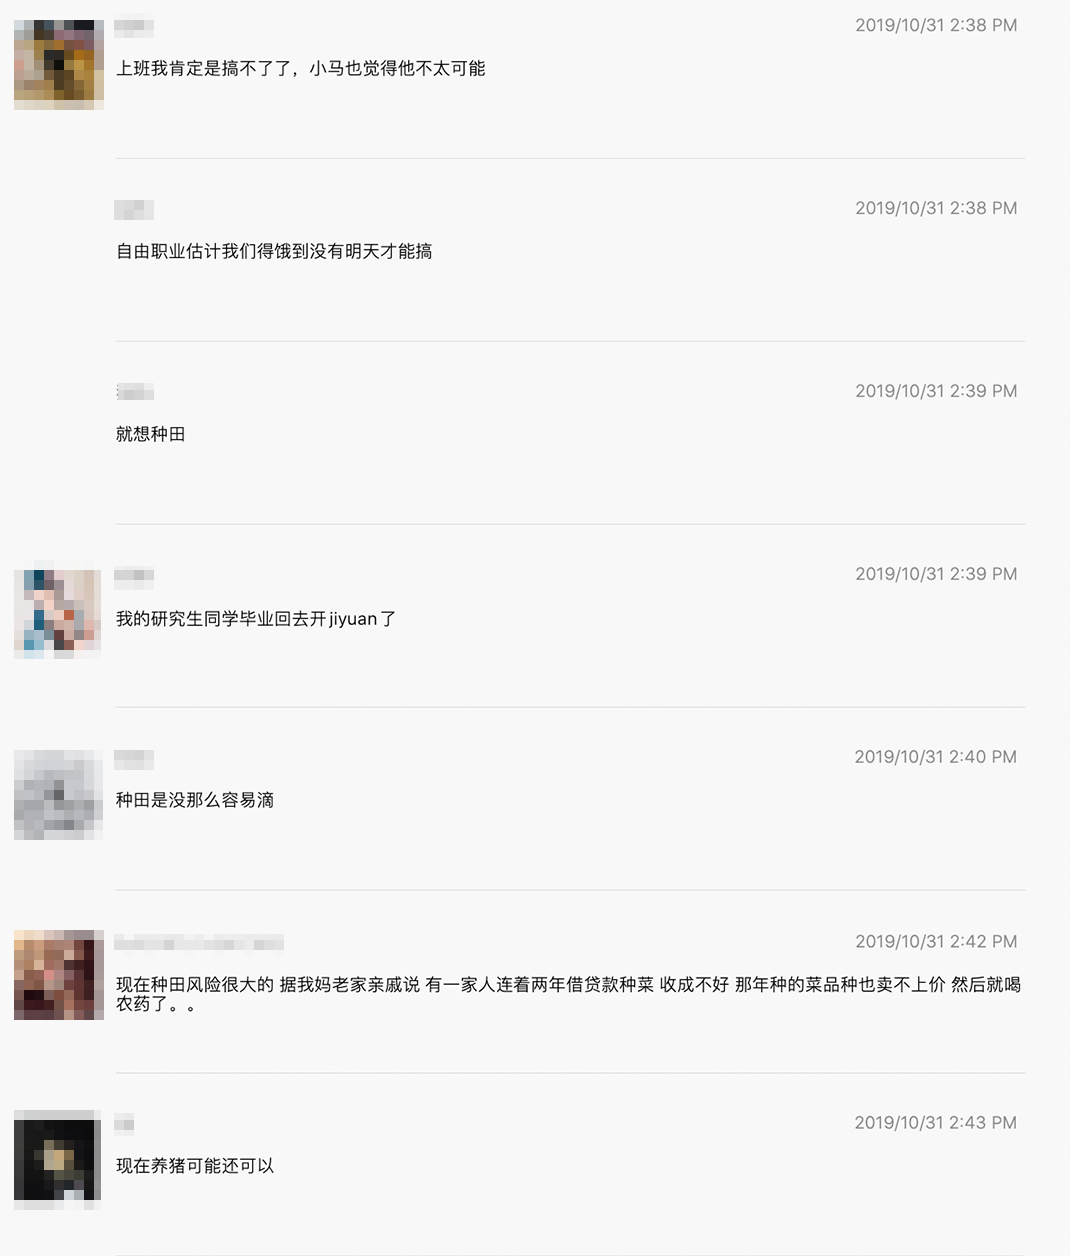 2019/10/31 2:38 PM
上班我肯定是搞不了了，小马也觉得他不太可能
2019/10/31 2:38 PM
自由职业估计我们得饿到没有明天才能搞
2019/10/31 2:39 PM
就想种田
2019/10/31 2:39 PM
我的研究生同学毕业回去开jiyuan了
2019/10/31 2:40 PM
种田是没那么容易滴
2019/10/31 2:42 PM
现在种田风险很大的 据我妈老家亲戚说 有一家人连着两年借贷款种菜 收成不好 那年种的菜品种也卖不上价 然后就喝
农药了。。
2019/10/31 2:43 PM
现在养猪可能还可以